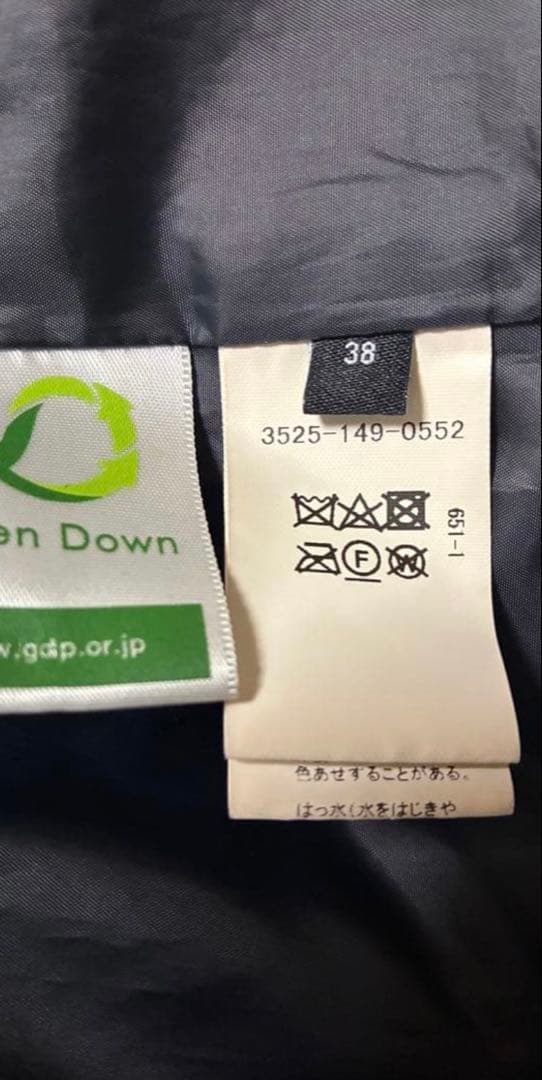 38
3525-149-0552
651-1
F
W
en Down
w.gdp.or.jp
色あせすることがある。
はっ水(水をはじきや